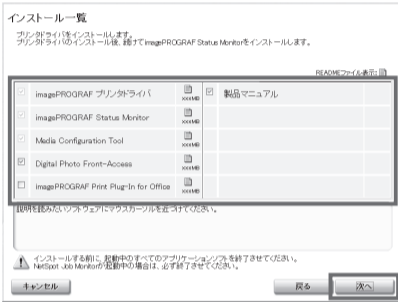 インストール一覧
プリンタドライバをインストールします。
プリンタドライバのインストール後、続けてimagePROGRAF Status Monitorをインストールします。
READMEファイル表示:
imagePROGRAF プリンタドライバ
xxxMB
製品マニュアル
imagePROGRAF Status Monitor
xxxMB
Media Configuration Tool
xxxMB
Digital Photo Front-Access
xxxMB
imagePROGRAF Print Plug-In for Office
xxxMB
説明を読みたいソフトウェアにマウスカーソルを近づけてください。
インストールする前に、起動中のすべてのアプリケーションソフトを終了させてください。
NetSpot Job Monitorが起動中の場合は、必ず終了させてください。
キャンセル
戻る
次へ